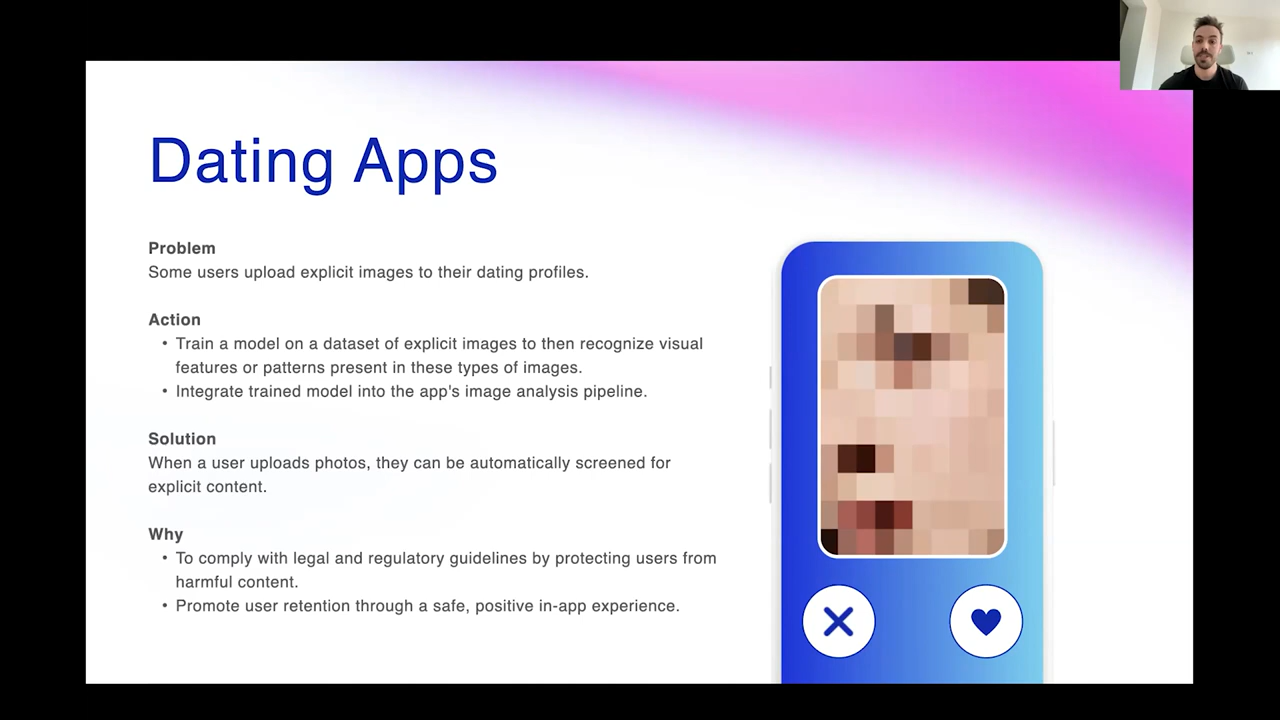 Dating Apps
Problem
Some users upload explicit images to their dating profiles.
Action
• Train a model on a dataset of explicit images to then recognize visual
features or patterns present in these types of images.
• Integrate trained model into the app's image analysis pipeline.
Solution
When a user uploads photos, they can be automatically screened for
explicit content.
Why
• To comply with legal and regulatory guidelines by protecting users from
harmful content.
• Promote user retention through a safe, positive in-app experience.